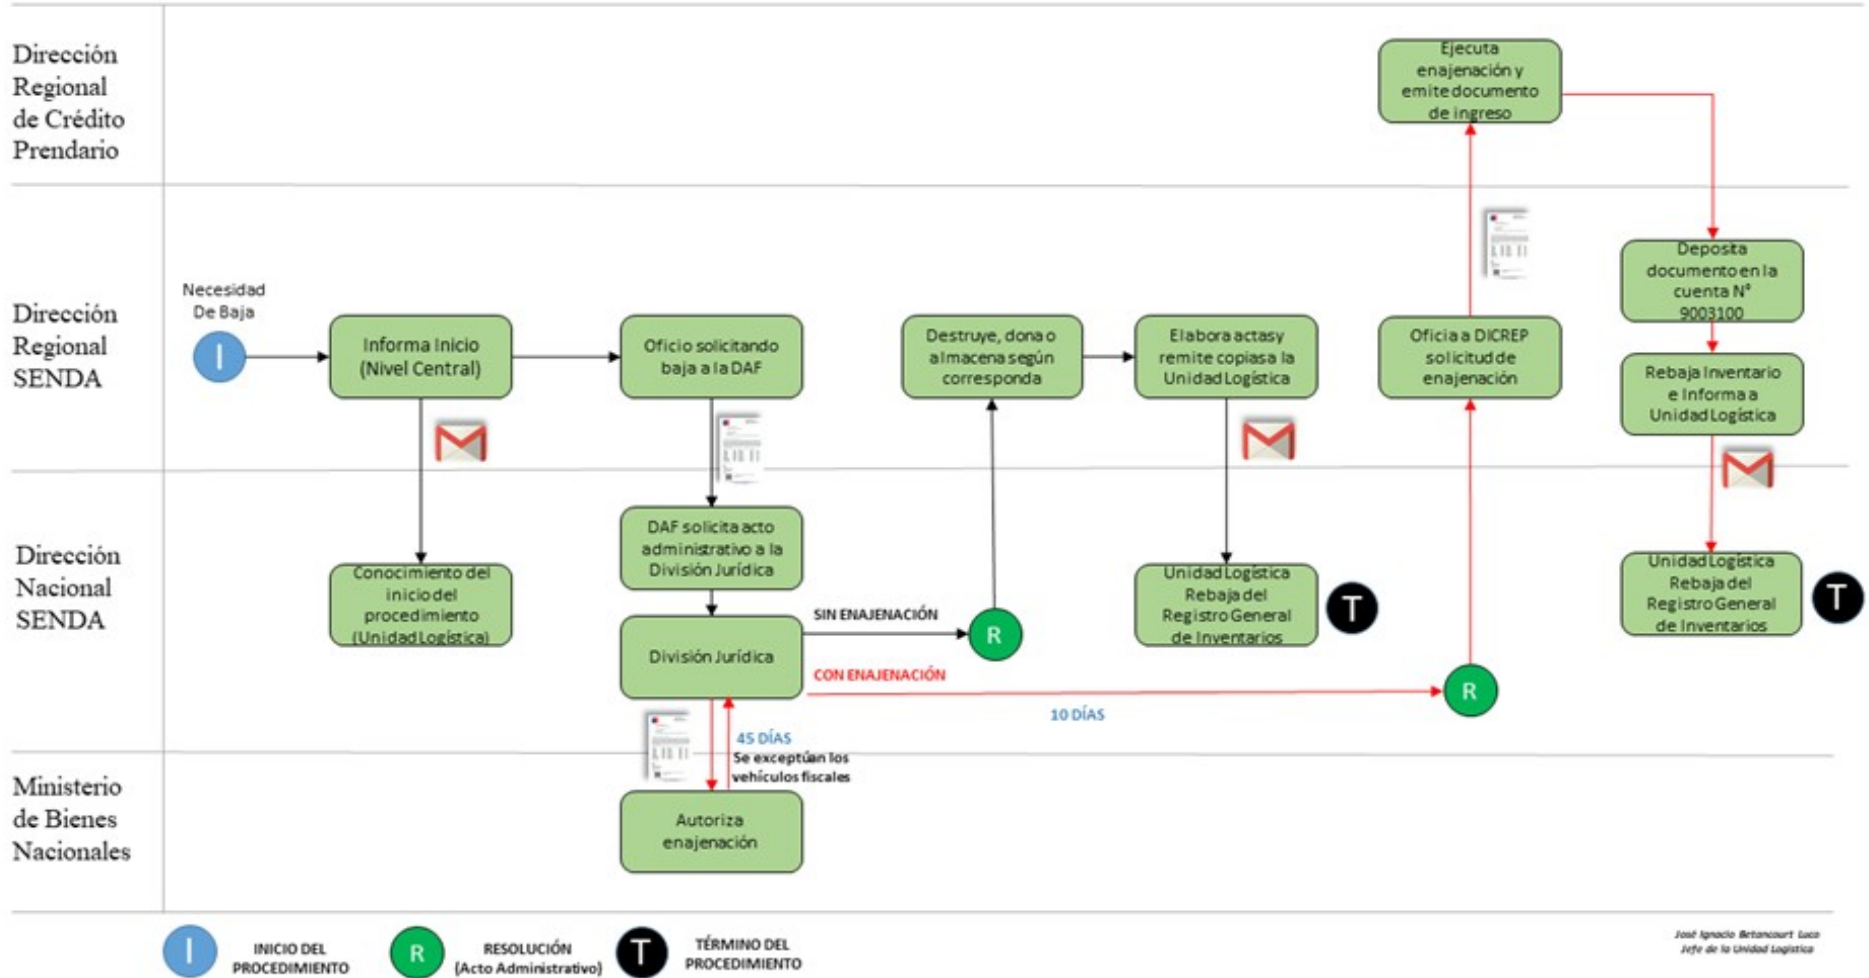 Dirección
Regional
de Crédito
Prendario
Ejecuta
enajenación y
emite documento
de ingreso
Dirección
Regional
SENDA
Necesidad
De Baja
I
Informa Inicio
(Nivel Central)
Oficio solicitando
baja a la DAF
Destruye, dona o
almacena según
corresponda
Elabora actas y
remite copias a la
Unidad Logística
Oficia a DICREP
solicitud de
enajenación
Deposita
documento en la
cuenta N°
9003100
Rebaja Inventario
e Informa a
Unidad Logística
Dirección
Nacional
SENDA
Conocimiento del
inicio del
procedimiento
(Unidad Logística)
DAF solicita acto
administrativo a la
División Jurídica
División Jurídica
SIN ENAJENACIÓN
R
CON ENAJENACIÓN
10 DÍAS
R
Unidad Logística
Rebaja del
Registro General
de Inventarios
T
Unidad Logística
Rebaja del
Registro General
de Inventarios
T
45 DÍAS
Se exceptúan los
vehículos fiscales
Ministerio
de Bienes
Nacionales
Autoriza
enajenación
I
INICIO DEL
PROCEDIMIENTO
R
RESOLUCIÓN
(Acto Administrativo)
T
TÉRMINO DEL
PROCEDIMIENTO
José Ignacio Betancourt Luco
Jefe de la Unidad Logística